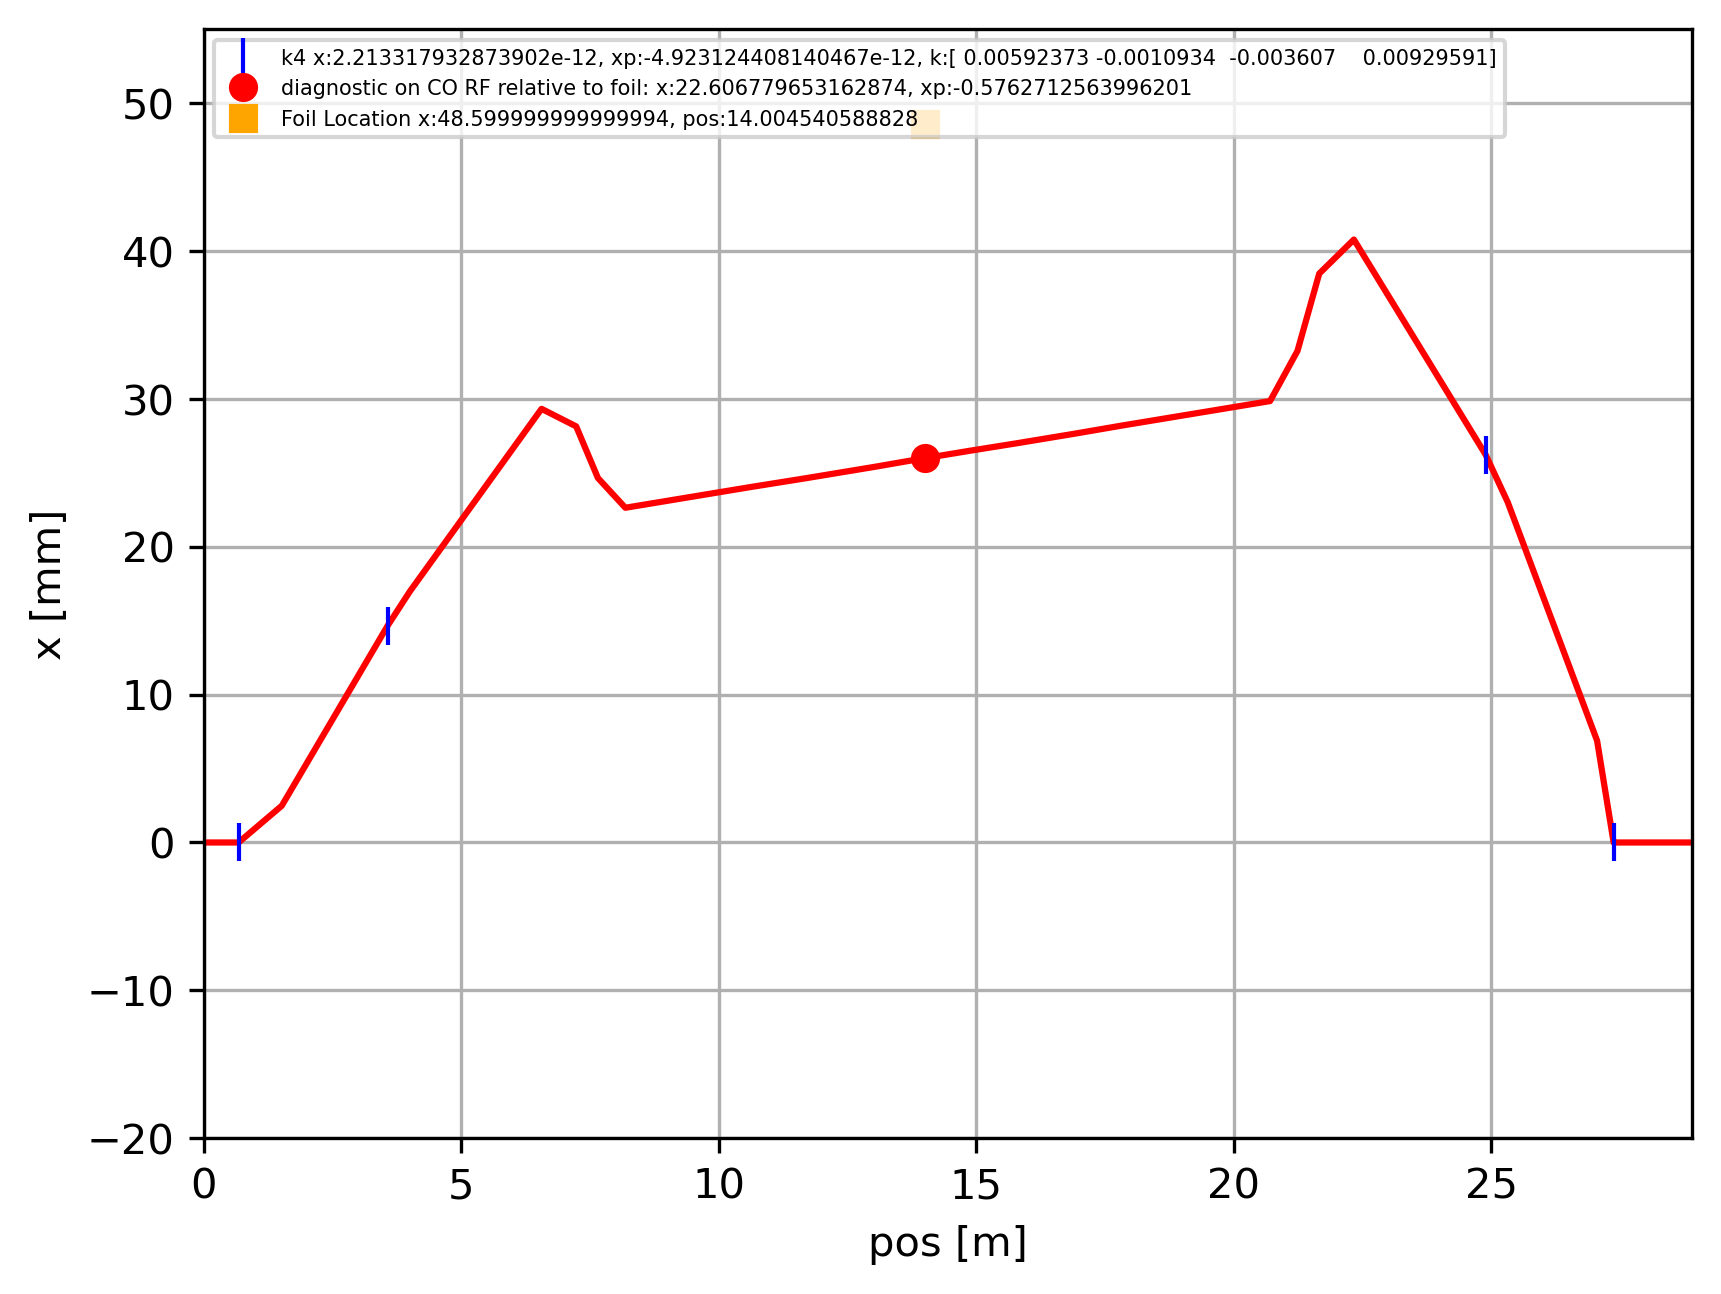 k4 x:2.213317932873902e-12, xp:-4.923124408140467e-12, k:[ 0.00592373 -0.0010934  -0.003607    0.00929591]
diagnostic on CO RF relative to foil: x:22.606779653162874, xp:-0.5762712563996201
Foil Location x:48.599999999999994, pos:14.004540588828
50
40
30
20
10
0
−10
−20
x [mm]
0 5 10 15 20 25
pos [m]